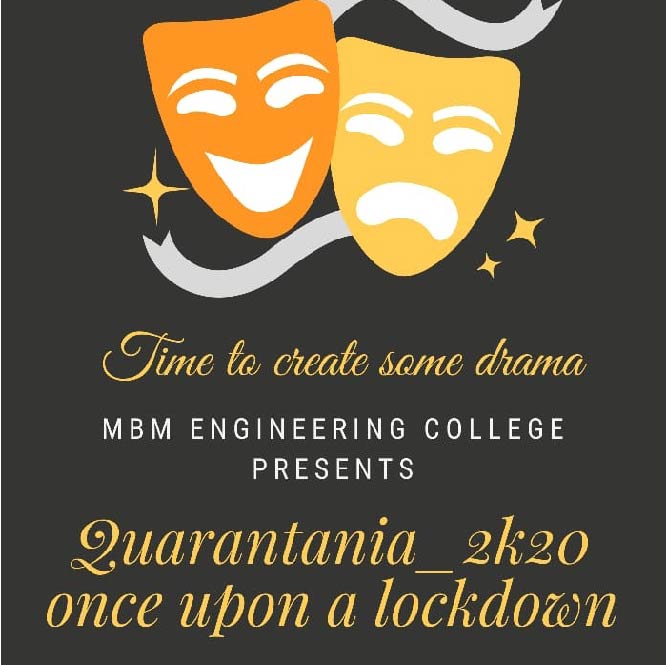 Time to create some drama
MBM ENGINEERING COLLEGE
PRESENTS
Quarantania_2k20
once upon a lockdown